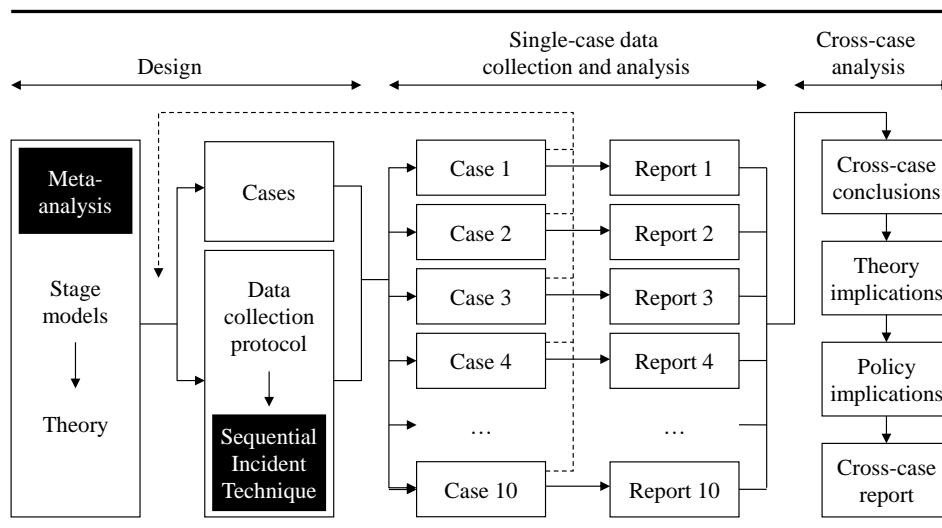 Design
Single-case data
collection and analysis
Cross-case
analysis
Meta-
analysis
Stage
models
Theory
Cases
Data
collection
protocol
Sequential
Incident
Technique
Case 1
Case 2
Case 3
Case 4
…
Case 10
Report 1
Report 2
Report 3
Report 4
…
Report 10
Cross-case
conclusions
Theory
implications
Policy
implications
Cross-case
report